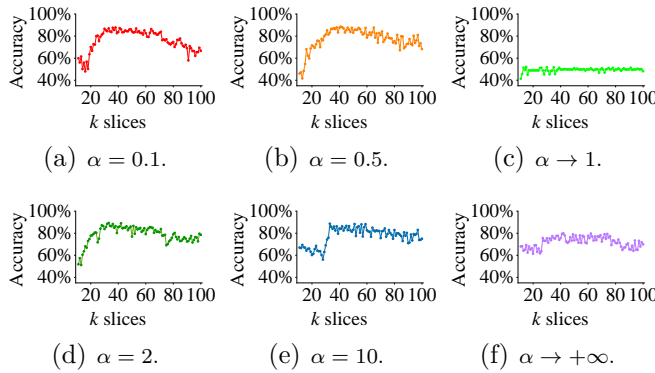 Accuracy
100%
80%
60%
40%
20 40 60 80 100
k slices
(a) α = 0.1.
Accuracy
100%
80%
60%
40%
20 40 60 80 100
k slices
(b) α = 0.5.
Accuracy
100%
80%
60%
40%
20 40 60 80 100
k slices
(c) α → 1.
Accuracy
100%
80%
60%
40%
20 40 60 80 100
k slices
(d) α = 2.
Accuracy
100%
80%
60%
40%
20 40 60 80 100
k slices
(e) α = 10.
Accuracy
100%
80%
60%
40%
20 40 60 80 100
k slices
(f) α → +∞.